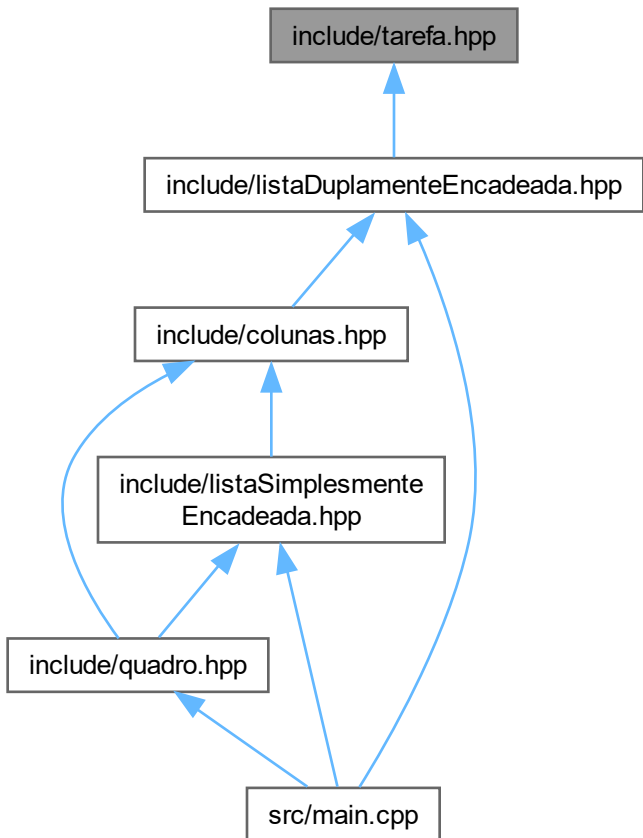 include/tarefa.hpp
include/listaDuplamenteEncadeada.hpp
include/colunas.hpp
include/listaSimplesmente
Encadeada.hpp
include/quadro.hpp
src/main.cpp